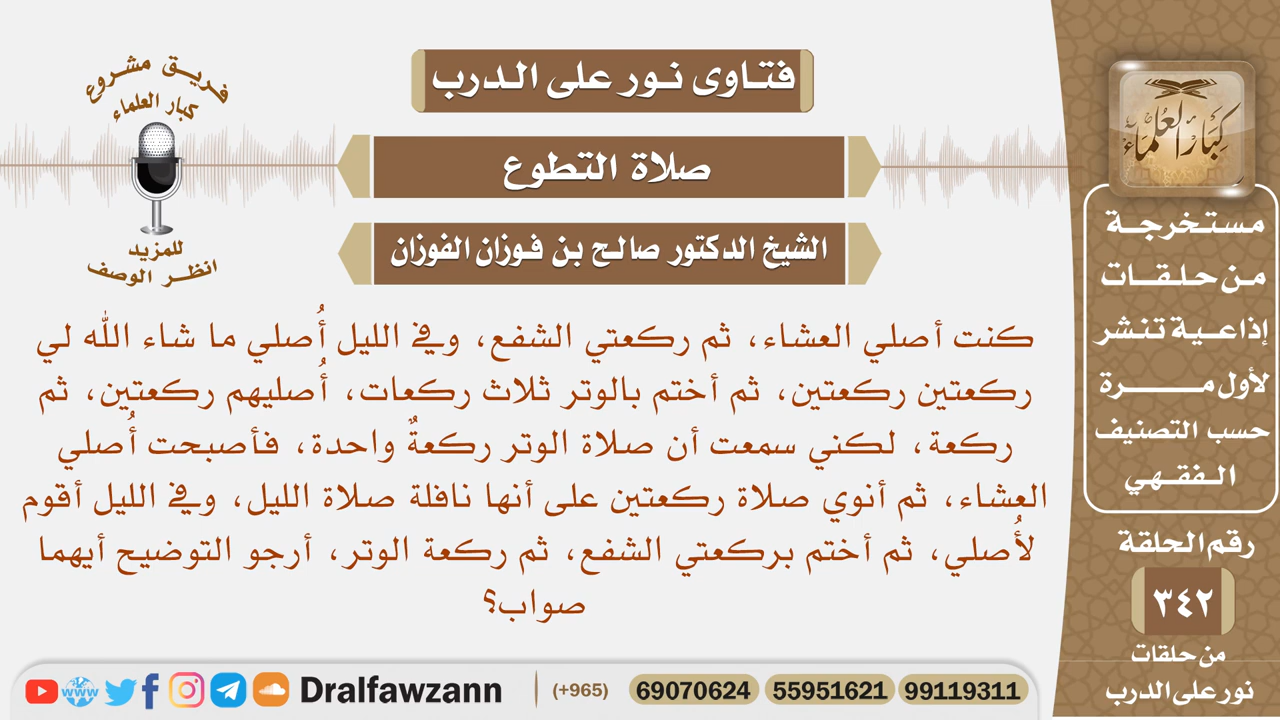 فريق مشروع
كبار العلماء
للمزيد
انظر الوصف
فتاوى نور على الدرب
صلاة التطوع
الشيخ الدكتور صالح بن فوزان الفوزان
كنت أصلي العشاء، ثم ركعتي الشفع، وفي الليل أُصلي ما شاء الله لي
ركعتين ركعتين، ثم أختم بالوتر ثلاث ركعات، أُصليهم ركعتين، ثم
ركعة، لكني سمعت أن صلاة الوتر ركعةٌ واحدة، فأصبحت أُصلي
العشاء، ثم أنوي صلاة ركعتين على أنها نافلة صلاة الليل، وفي الليل أقوم
لأُصلي، ثم أختم بركعتي الشفع، ثم ركعة الوتر، أرجو التوضيح أيهما
صواب؟
كبار العلماء
مستخرجة
من حلقات
إذاعية تنشر
لأول مرة
حسب التصنيف
الفقهي
رقم الحلقة
٣٤٢
من حلقات
نور على الدرب
www
Dralfawzann
(+965)
69070624
55951621
99119311